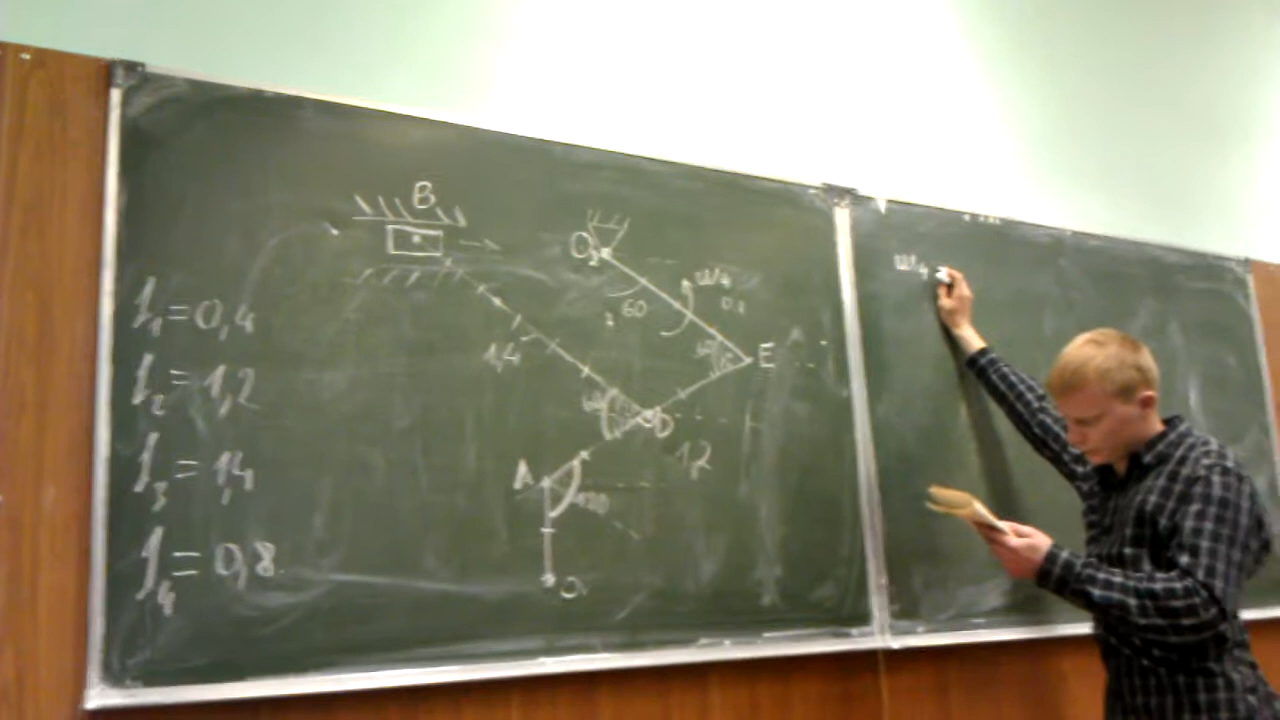 B
O₂
ω₄
60
E
l₁=0,4
l₂=1,2
l₃=1,4
l₄=0,8
1,4
D
1,2
A
120
O₁
ω₄